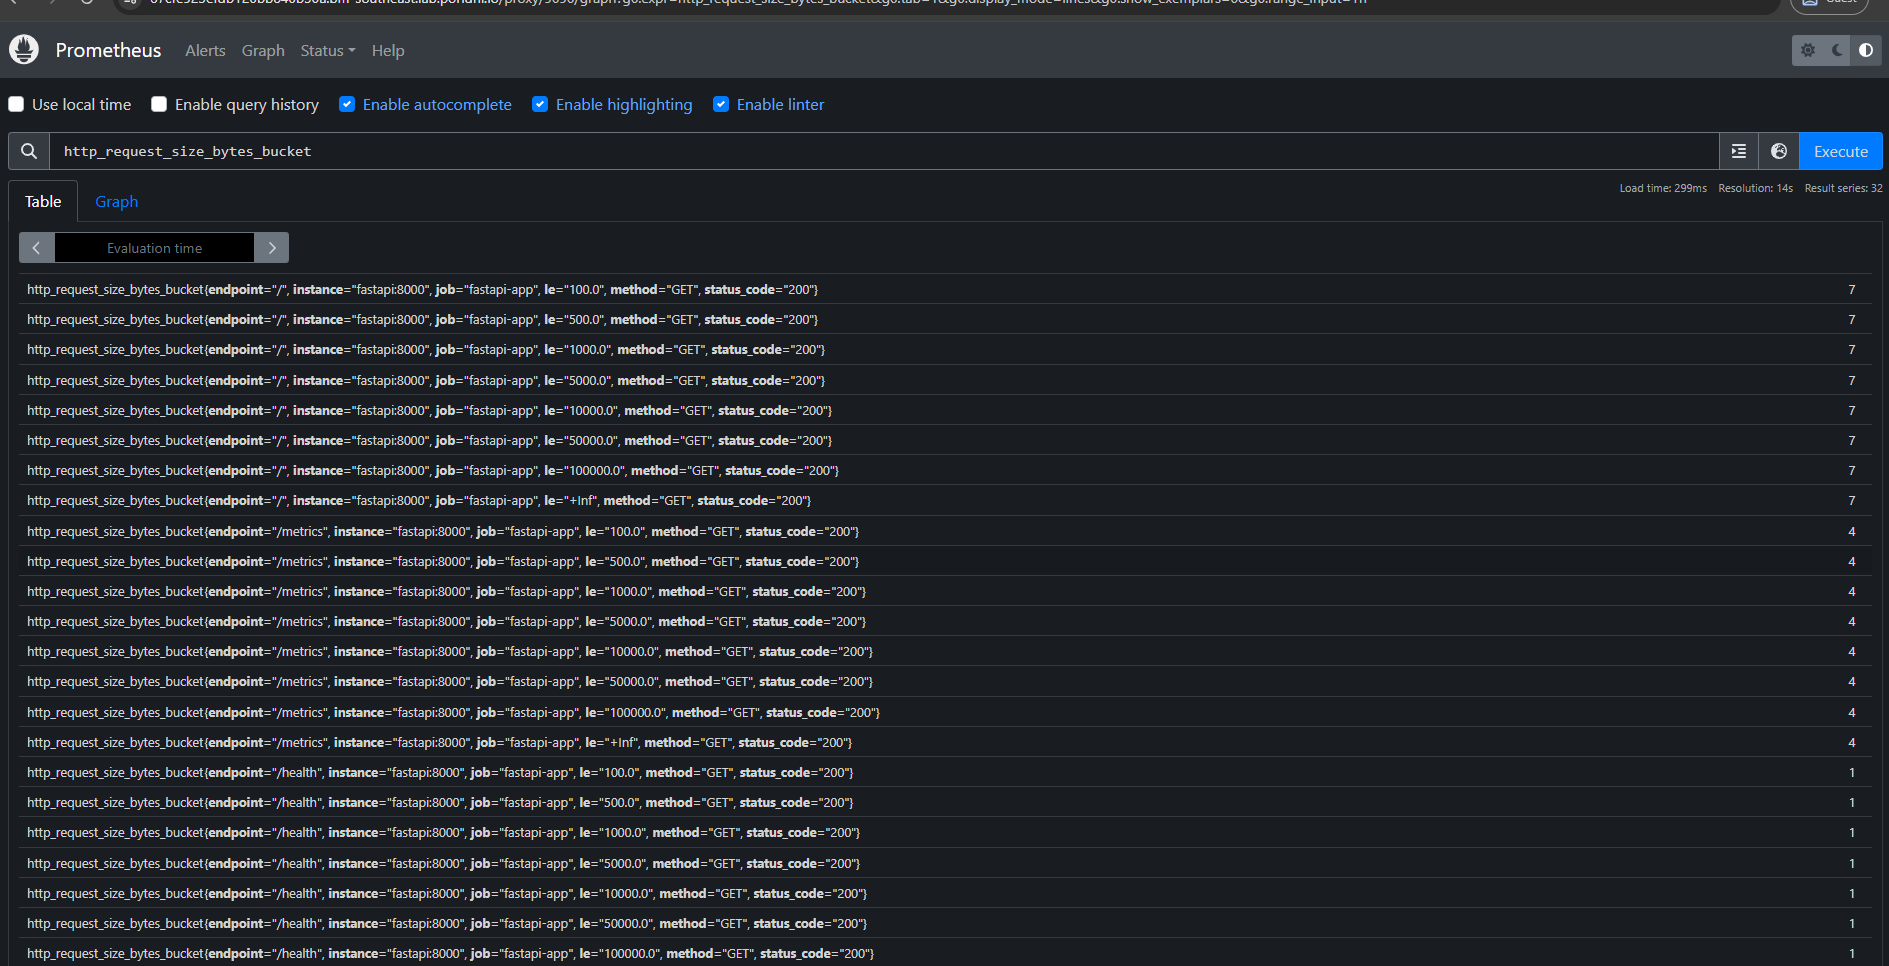 Prometheus Alerts Graph Status Help
Use local time Enable query history Enable autocomplete Enable highlighting Enable linter
http_request_size_bytes_bucket Execute
Table Graph Load time: 299ms Resolution: 14s Result series: 32
Evaluation time
http_request_size_bytes_bucket{endpoint="/", instance="fastapi:8000", job="fastapi-app", le="100.0", method="GET", status_code="200"} 7
http_request_size_bytes_bucket{endpoint="/", instance="fastapi:8000", job="fastapi-app", le="500.0", method="GET", status_code="200"} 7
http_request_size_bytes_bucket{endpoint="/", instance="fastapi:8000", job="fastapi-app", le="1000.0", method="GET", status_code="200"} 7
http_request_size_bytes_bucket{endpoint="/", instance="fastapi:8000", job="fastapi-app", le="5000.0", method="GET", status_code="200"} 7
http_request_size_bytes_bucket{endpoint="/", instance="fastapi:8000", job="fastapi-app", le="10000.0", method="GET", status_code="200"} 7
http_request_size_bytes_bucket{endpoint="/", instance="fastapi:8000", job="fastapi-app", le="50000.0", method="GET", status_code="200"} 7
http_request_size_bytes_bucket{endpoint="/", instance="fastapi:8000", job="fastapi-app", le="100000.0", method="GET", status_code="200"} 7
http_request_size_bytes_bucket{endpoint="/", instance="fastapi:8000", job="fastapi-app", le="+Inf", method="GET", status_code="200"} 7
http_request_size_bytes_bucket{endpoint="/metrics", instance="fastapi:8000", job="fastapi-app", le="100.0", method="GET", status_code="200"} 4
http_request_size_bytes_bucket{endpoint="/metrics", instance="fastapi:8000", job="fastapi-app", le="500.0", method="GET", status_code="200"} 4
http_request_size_bytes_bucket{endpoint="/metrics", instance="fastapi:8000", job="fastapi-app", le="1000.0", method="GET", status_code="200"} 4
http_request_size_bytes_bucket{endpoint="/metrics", instance="fastapi:8000", job="fastapi-app", le="5000.0", method="GET", status_code="200"} 4
http_request_size_bytes_bucket{endpoint="/metrics", instance="fastapi:8000", job="fastapi-app", le="10000.0", method="GET", status_code="200"} 4
http_request_size_bytes_bucket{endpoint="/metrics", instance="fastapi:8000", job="fastapi-app", le="50000.0", method="GET", status_code="200"} 4
http_request_size_bytes_bucket{endpoint="/metrics", instance="fastapi:8000", job="fastapi-app", le="100000.0", method="GET", status_code="200"} 4
http_request_size_bytes_bucket{endpoint="/metrics", instance="fastapi:8000", job="fastapi-app", le="+Inf", method="GET", status_code="200"} 4
http_request_size_bytes_bucket{endpoint="/health", instance="fastapi:8000", job="fastapi-app", le="100.0", method="GET", status_code="200"} 1
http_request_size_bytes_bucket{endpoint="/health", instance="fastapi:8000", job="fastapi-app", le="500.0", method="GET", status_code="200"} 1
http_request_size_bytes_bucket{endpoint="/health", instance="fastapi:8000", job="fastapi-app", le="1000.0", method="GET", status_code="200"} 1
http_request_size_bytes_bucket{endpoint="/health", instance="fastapi:8000", job="fastapi-app", le="5000.0", method="GET", status_code="200"} 1
http_request_size_bytes_bucket{endpoint="/health", instance="fastapi:8000", job="fastapi-app", le="10000.0", method="GET", status_code="200"} 1
http_request_size_bytes_bucket{endpoint="/health", instance="fastapi:8000", job="fastapi-app", le="50000.0", method="GET", status_code="200"} 1
http_request_size_bytes_bucket{endpoint="/health", instance="fastapi:8000", job="fastapi-app", le="100000.0", method="GET", status_code="200"} 1